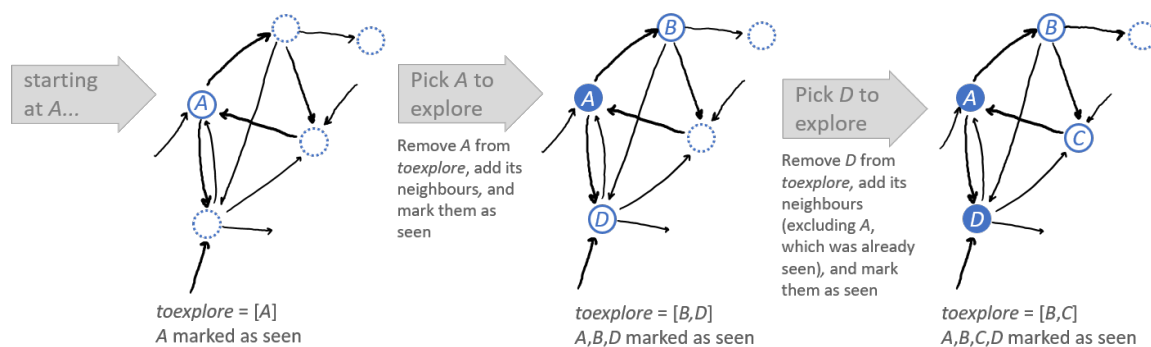 starting
at A...
A
toexplore = [A]
A marked as seen
Pick A to
explore
Remove A from
toexplore, add its
neighbours, and
mark them as
seen
B
A
D
toexplore = [B,D]
A,B,D marked as seen
Pick D to
explore
Remove D from
toexplore, add its
neighbours
(excluding A,
which was already
seen), and mark
them as seen
B
A
C
D
toexplore = [B,C]
A,B,C,D marked as seen